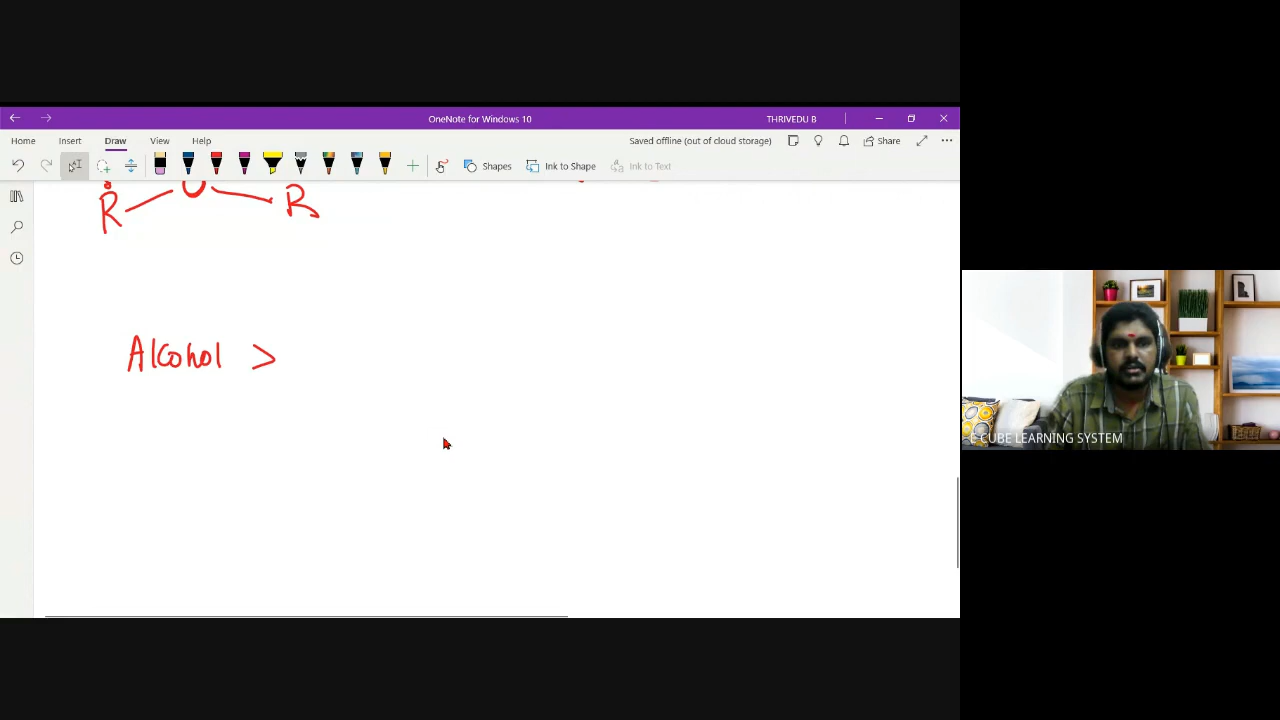 OneNote for Windows 10
THRIVEDU B
Home Insert Draw View Help
Saved offline (out of cloud storage)
Share
Shapes
Ink to Shape
Ink to Text
R O R
Alcohol >
E CUBE LEARNING SYSTEM